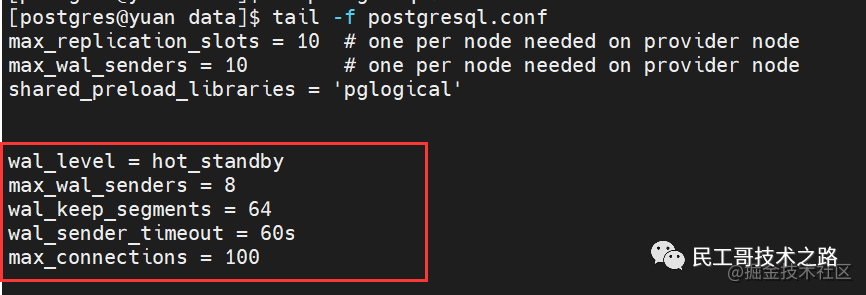 [postgres@yuan data]$ tail -f postgresql.conf
max_replication_slots = 10  # one per node needed on provider node
max_wal_senders = 10        # one per node needed on provider node
shared_preload_libraries = 'pglogical'
wal_level = hot_standby
max_wal_senders = 8
wal_keep_segments = 64
wal_sender_timeout = 60s
max_connections = 100
民工哥技术之路
@掘金技术社区